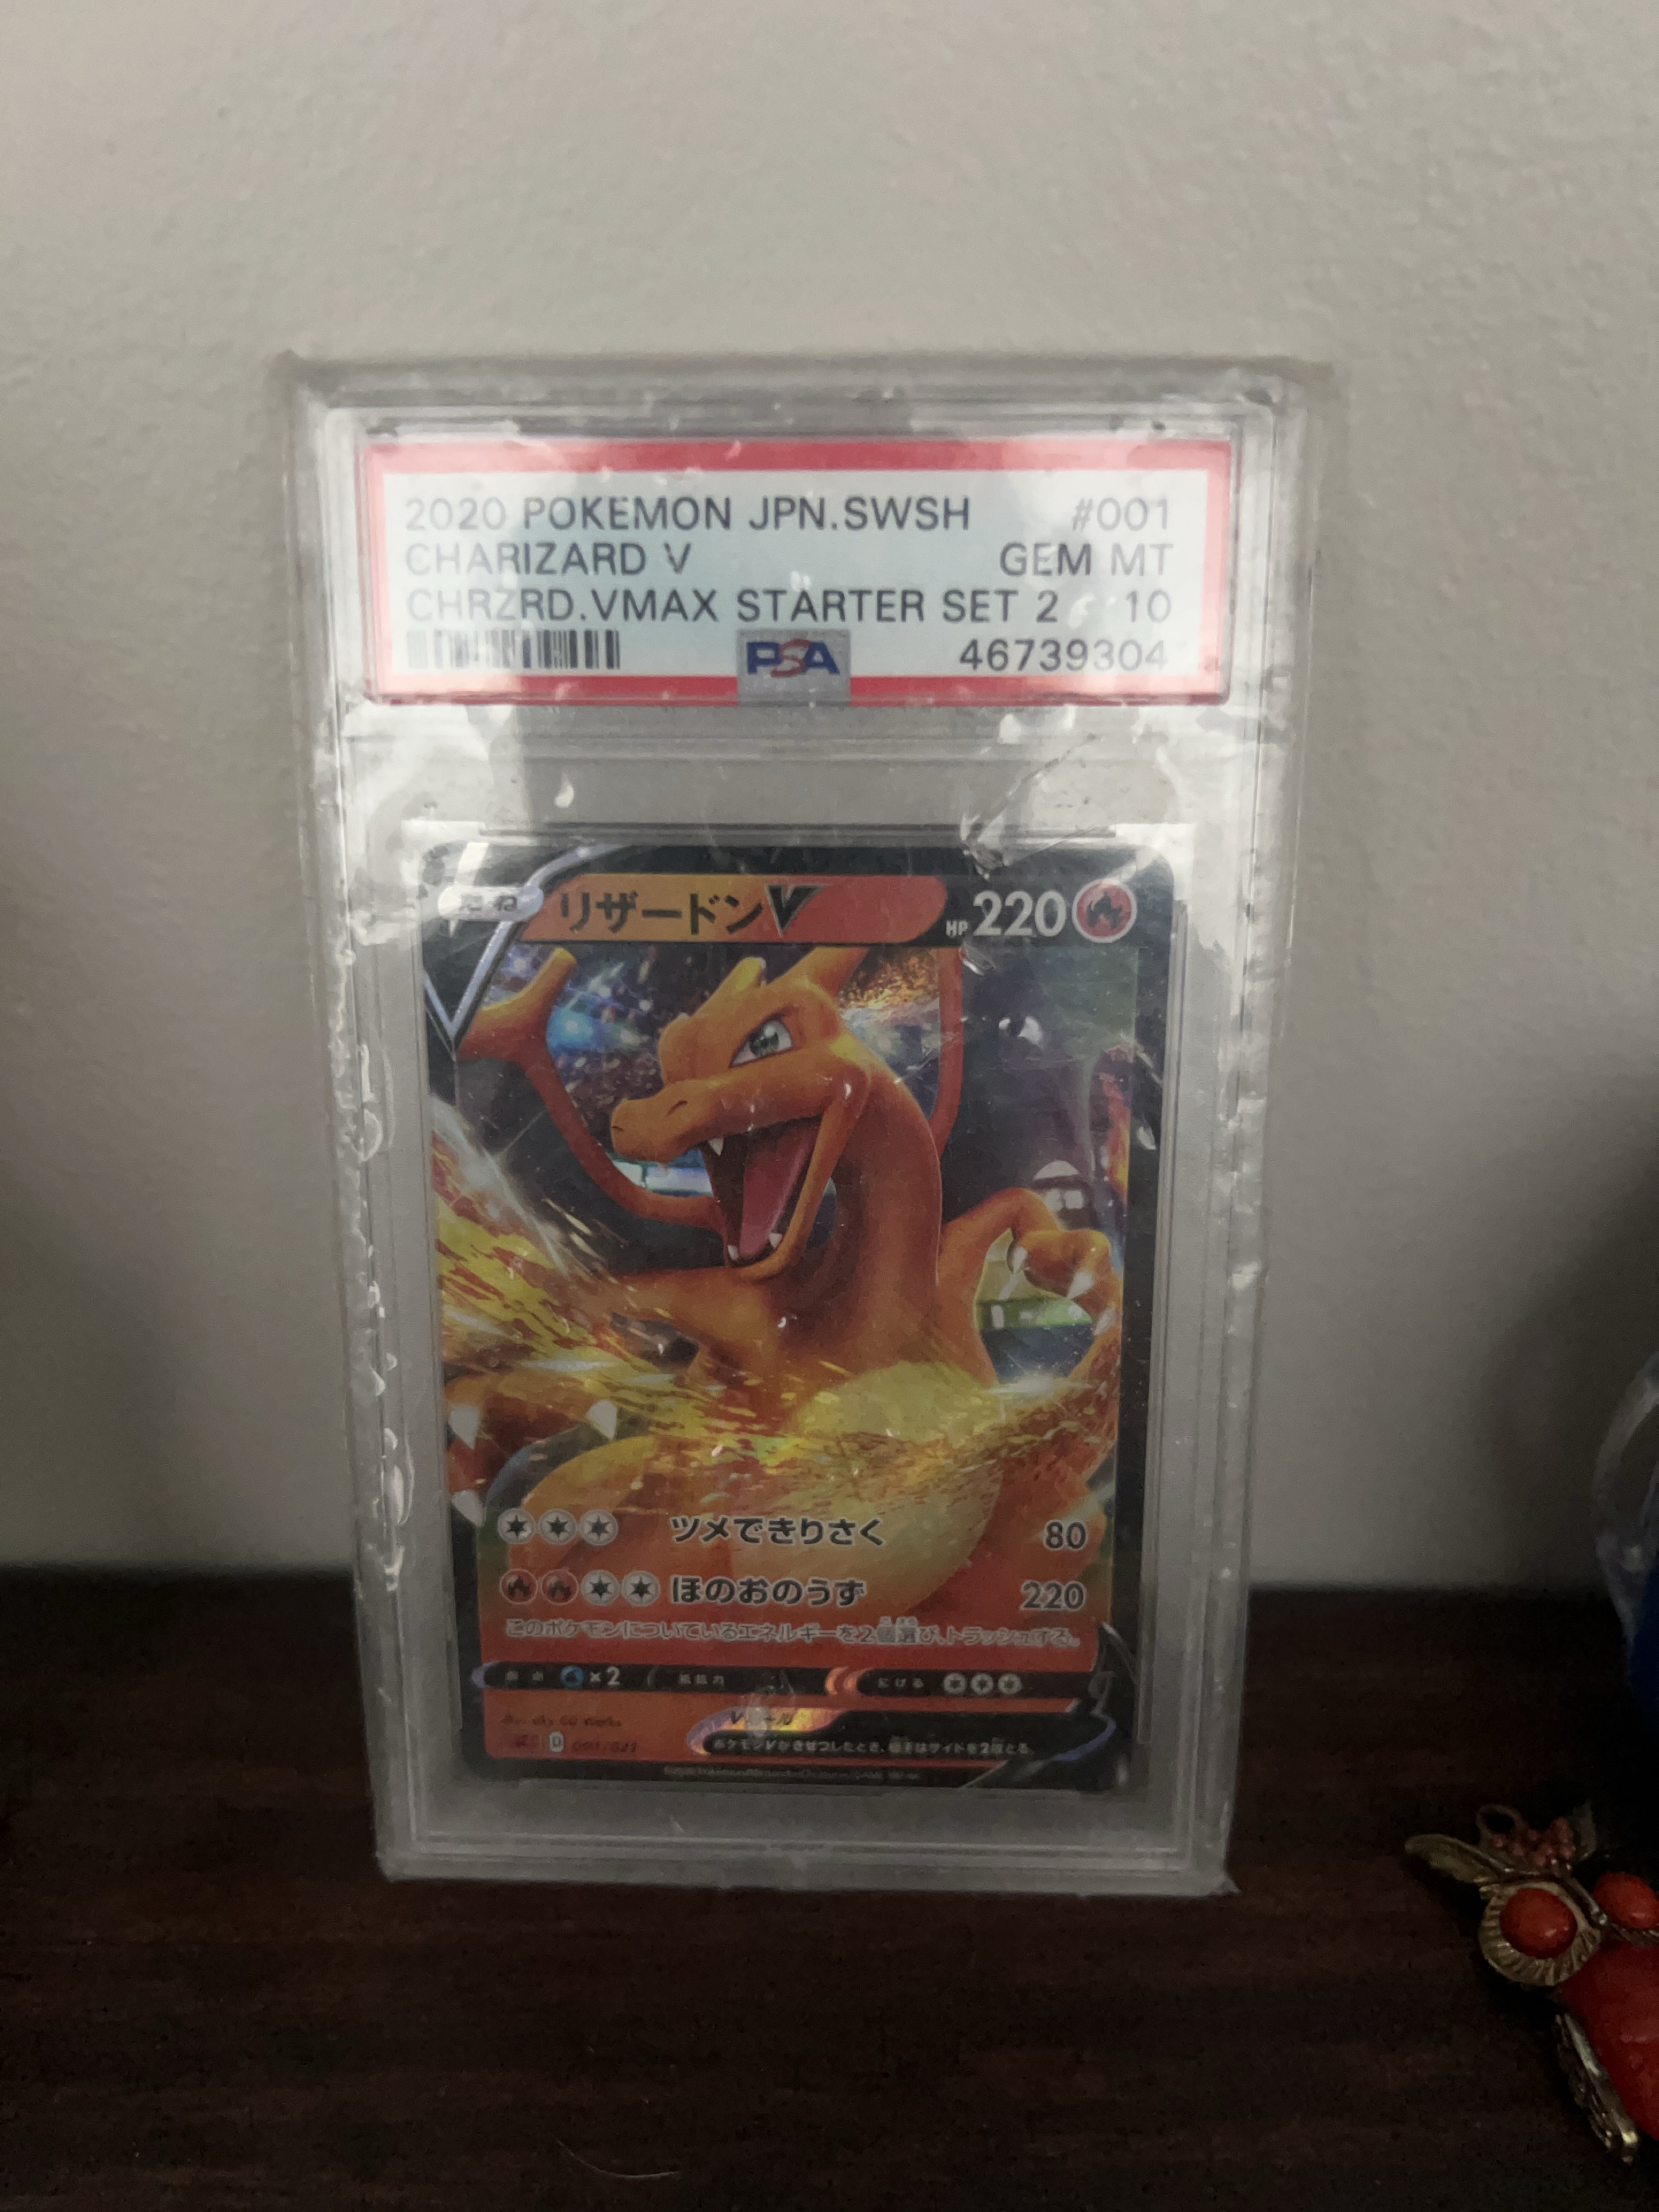 2020 POKEMON JPN.SWSH #001
CHARIZARD V GEM MT
CHRZRD.VMAX STARTER SET 2 10
PSA 46739304
リザードンV HP 220
ツメできりさく 80
ほのおのうず 220
このポケモンについているエネルギーを2個選び、トラッシュする。
×2 にげる
ポケモンVがきぜつしたとき、相手はサイドを2枚とる。